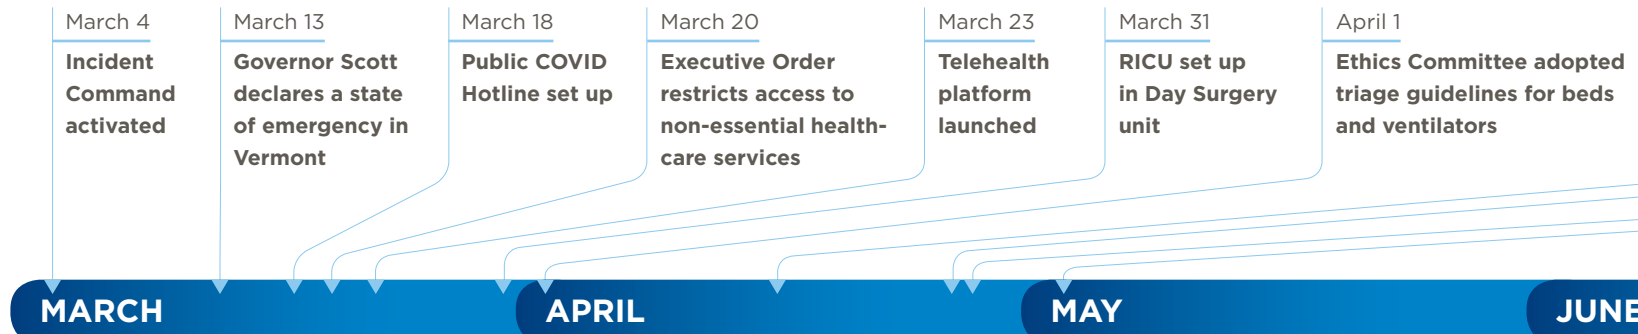 March 4
Incident
Command
activated
March 13
Governor Scott
declares a state
of emergency in
Vermont
March 18
Public COVID
Hotline set up
March 20
Executive Order
restricts access to
non-essential health-
care services
March 23
Telehealth
platform
launched
March 31
RICU set up
in Day Surgery
unit
April 1
Ethics Committee adopted
triage guidelines for beds
and ventilators
MARCH
APRIL
MAY
JUNE